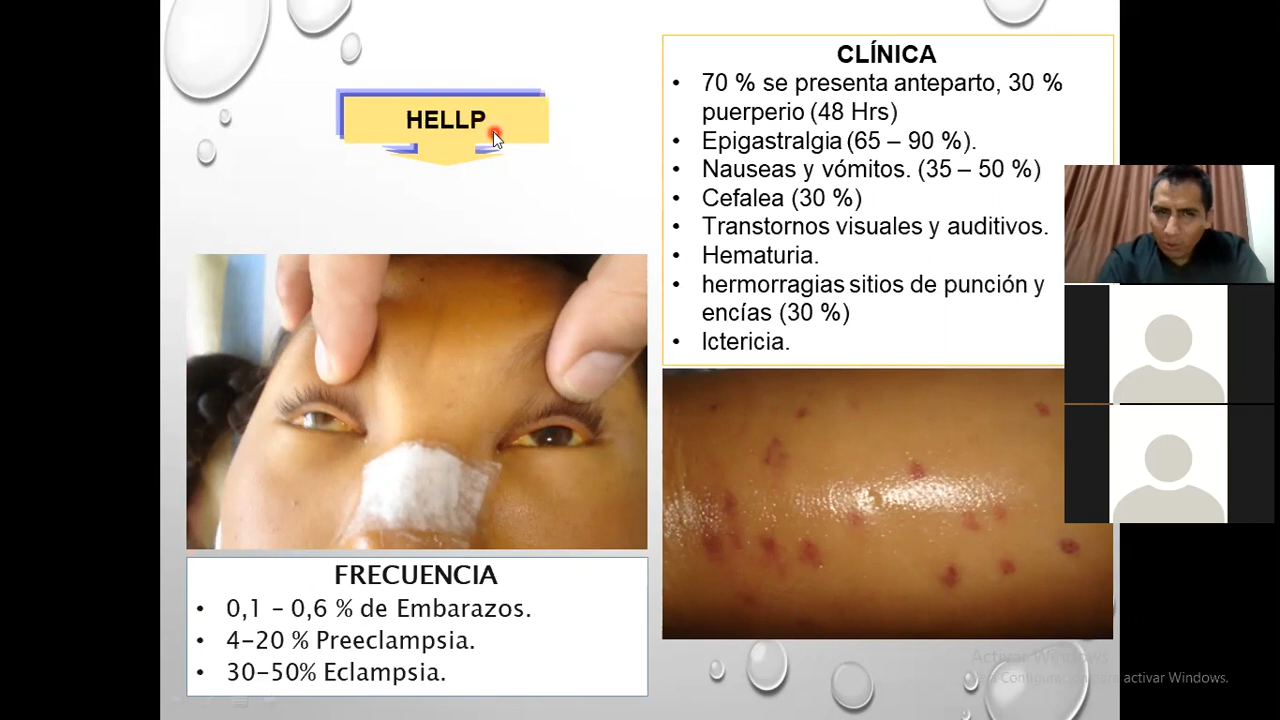 HELLP
CLÍNICA
• 70 % se presenta anteparto, 30 %
puerperio (48 Hrs)
• Epigastralgia (65 – 90 %).
• Nauseas y vómitos. (35 – 50 %)
• Cefalea (30 %)
• Transtornos visuales y auditivos.
• Hematuria.
• hermorragias sitios de punción y
encías (30 %)
• Ictericia.
FRECUENCIA
• 0,1 – 0,6 % de Embarazos.
• 4-20 % Preeclampsia.
• 30-50% Eclampsia.
Activar Windows
Configuración para activar Windows.